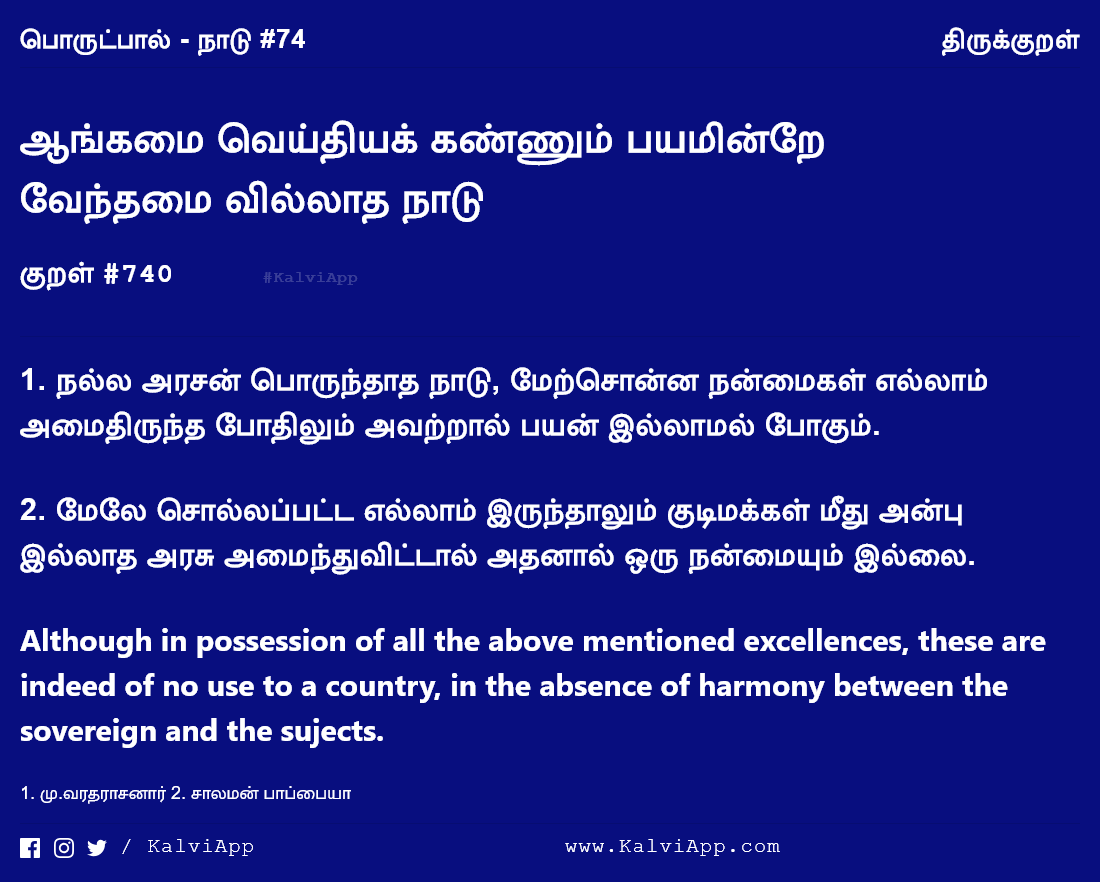 பொருட்பால் - நாடு #74
திருக்குறள்
ஆங்கமை வெய்தியக் கண்ணும் பயமின்றே
வேந்தமை வில்லாத நாடு
குறள் #740
#KalviApp
1. நல்ல அரசன் பொருந்தாத நாடு, மேற்சொன்ன நன்மைகள் எல்லாம்
அமைதிருந்த போதிலும் அவற்றால் பயன் இல்லாமல் போகும்.
2. மேலே சொல்லப்பட்ட எல்லாம் இருந்தாலும் குடிமக்கள் மீது அன்பு
இல்லாத அரசு அமைந்துவிட்டால் அதனால் ஒரு நன்மையும் இல்லை.
Although in possession of all the above mentioned excellences, these are
indeed of no use to a country, in the absence of harmony between the
sovereign and the sujects.
1. மு.வரதராசனார் 2. சாலமன் பாப்பையா
/ KalviApp
www.KalviApp.com